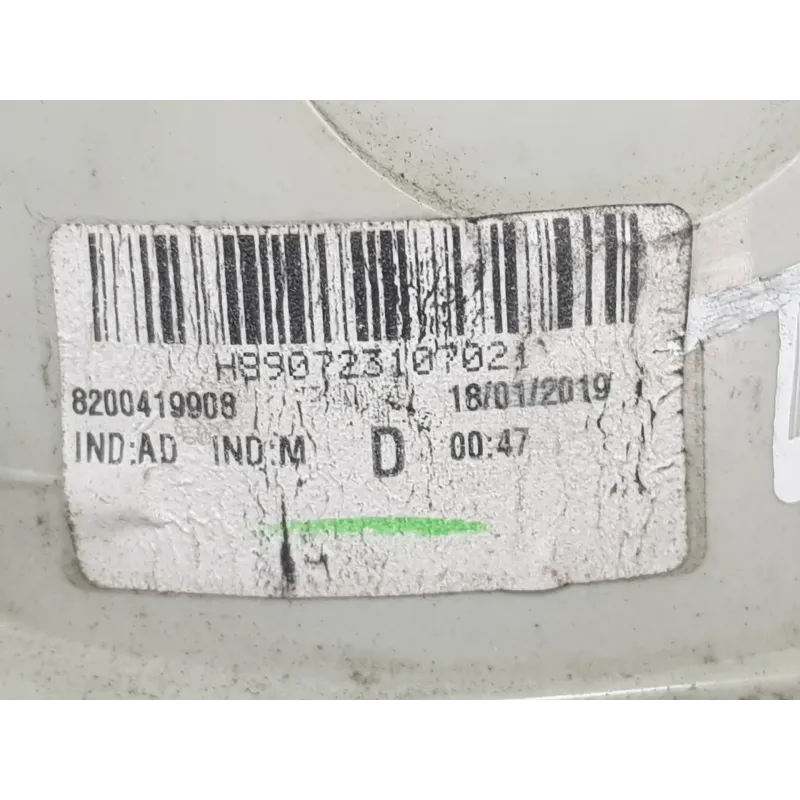 H990723107021
8200419908 18/01/2019
IND:AD IND:M D 00:47